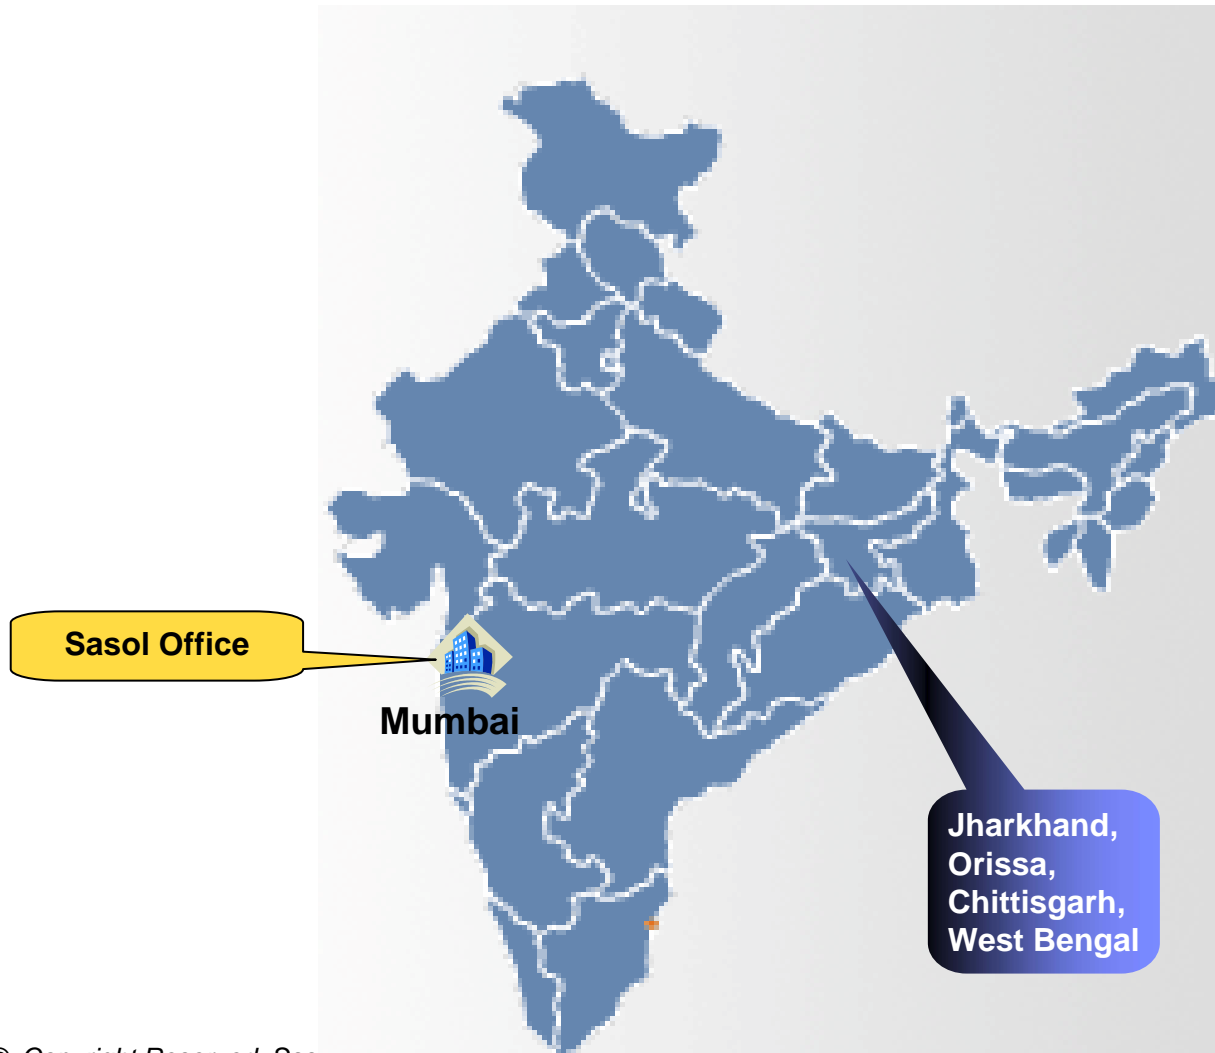 Sasol Office
Mumbai
Jharkhand,
Orissa,
Chittisgarh,
West Bengal